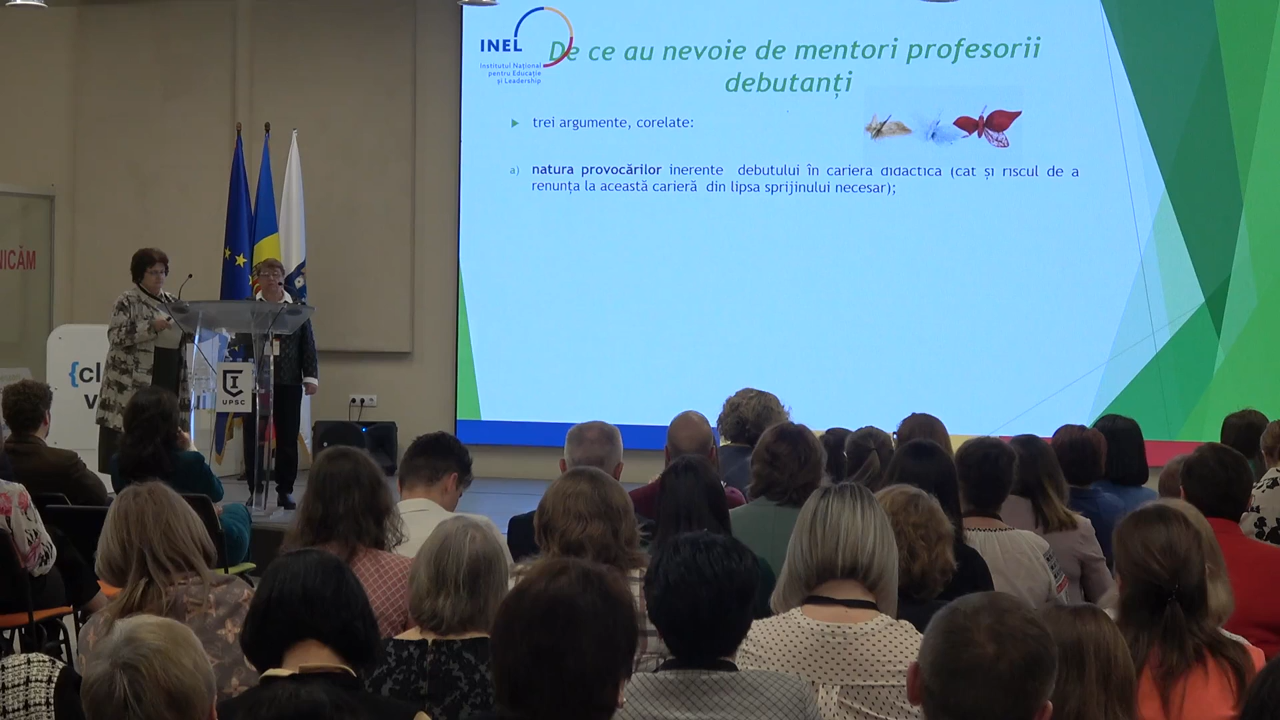 INEL
Institutul Național
pentru Educație
și Leadership
De ce au nevoie de mentori profesorii
debutanți
trei argumente, corelate:
a) natura provocărilor inerente debutului în cariera didactica (cat și riscul de a
renunța la această carieră din lipsa sprijinului necesar);
NICĂM
{cl
UPSC